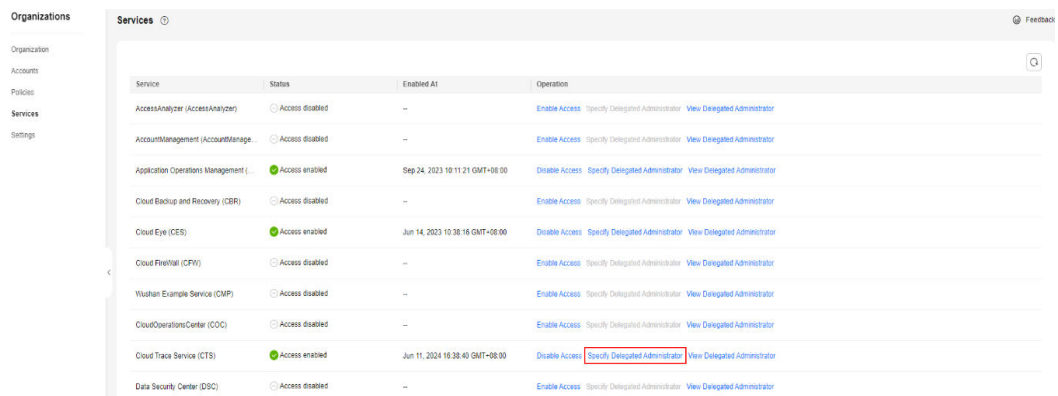 Organizations
Organization
Accounts
Policies
Services
Settings
Services
Feedback
Service Status Enabled At Operation
AccessAnalyzer (AccessAnalyzer) Access disabled -- Enable Access Specify Delegated Administrator View Delegated Administrator
AccountManagement (AccountManage... Access disabled -- Enable Access Specify Delegated Administrator View Delegated Administrator
Application Operations Management (... Access enabled Sep 24, 2023 10:11:21 GMT+08:00 Disable Access Specify Delegated Administrator View Delegated Administrator
Cloud Backup and Recovery (CBR) Access disabled -- Enable Access Specify Delegated Administrator View Delegated Administrator
Cloud Eye (CES) Access enabled Jun 14, 2023 10:38:16 GMT+08:00 Disable Access Specify Delegated Administrator View Delegated Administrator
Cloud FireWall (CFW) Access disabled -- Enable Access Specify Delegated Administrator View Delegated Administrator
Wushan Example Service (CMP) Access disabled -- Enable Access Specify Delegated Administrator View Delegated Administrator
CloudOperationsCenter (COC) Access disabled -- Enable Access Specify Delegated Administrator View Delegated Administrator
Cloud Trace Service (CTS) Access enabled Jun 11, 2024 16:38:40 GMT+08:00 Disable Access Specify Delegated Administrator View Delegated Administrator
Data Security Center (DSC) Access disabled -- Enable Access Specify Delegated Administrator View Delegated Administrator